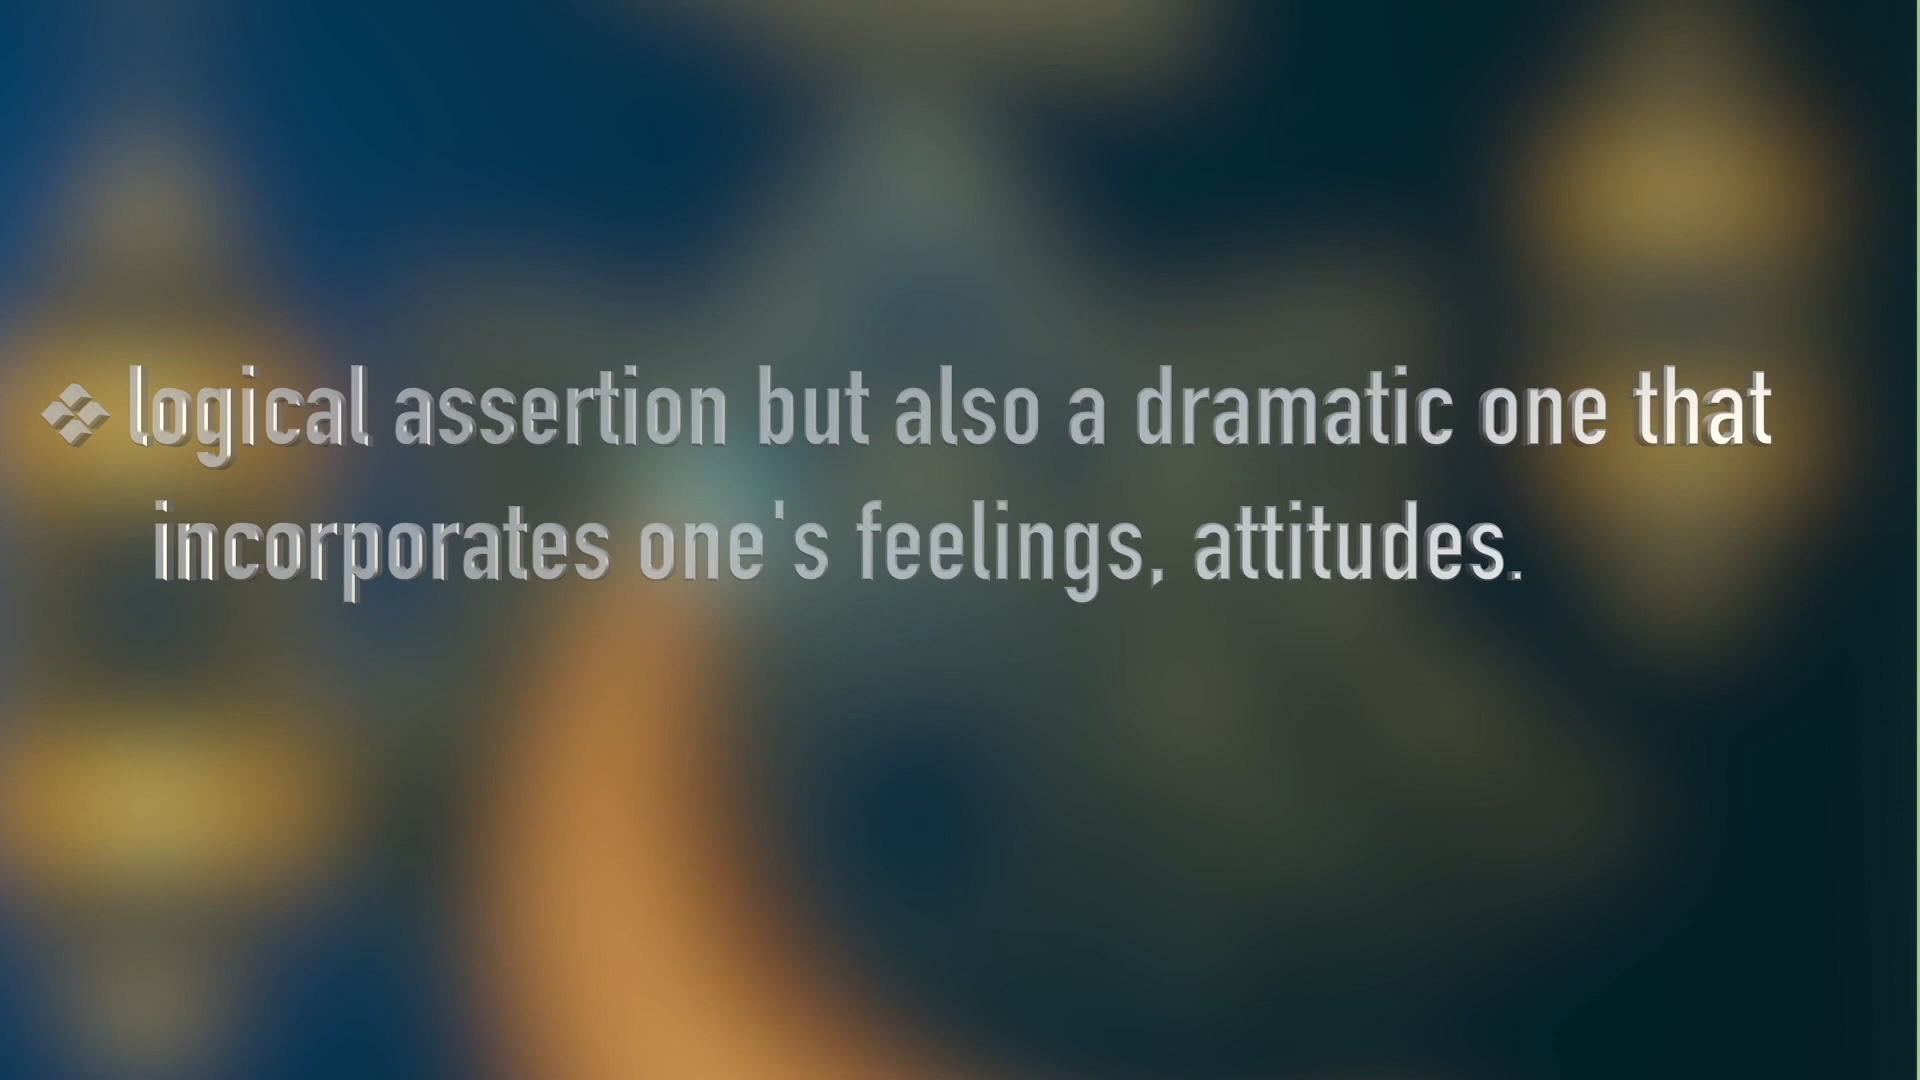 ❖ logical assertion but also a dramatic one that
incorporates one's feelings, attitudes.